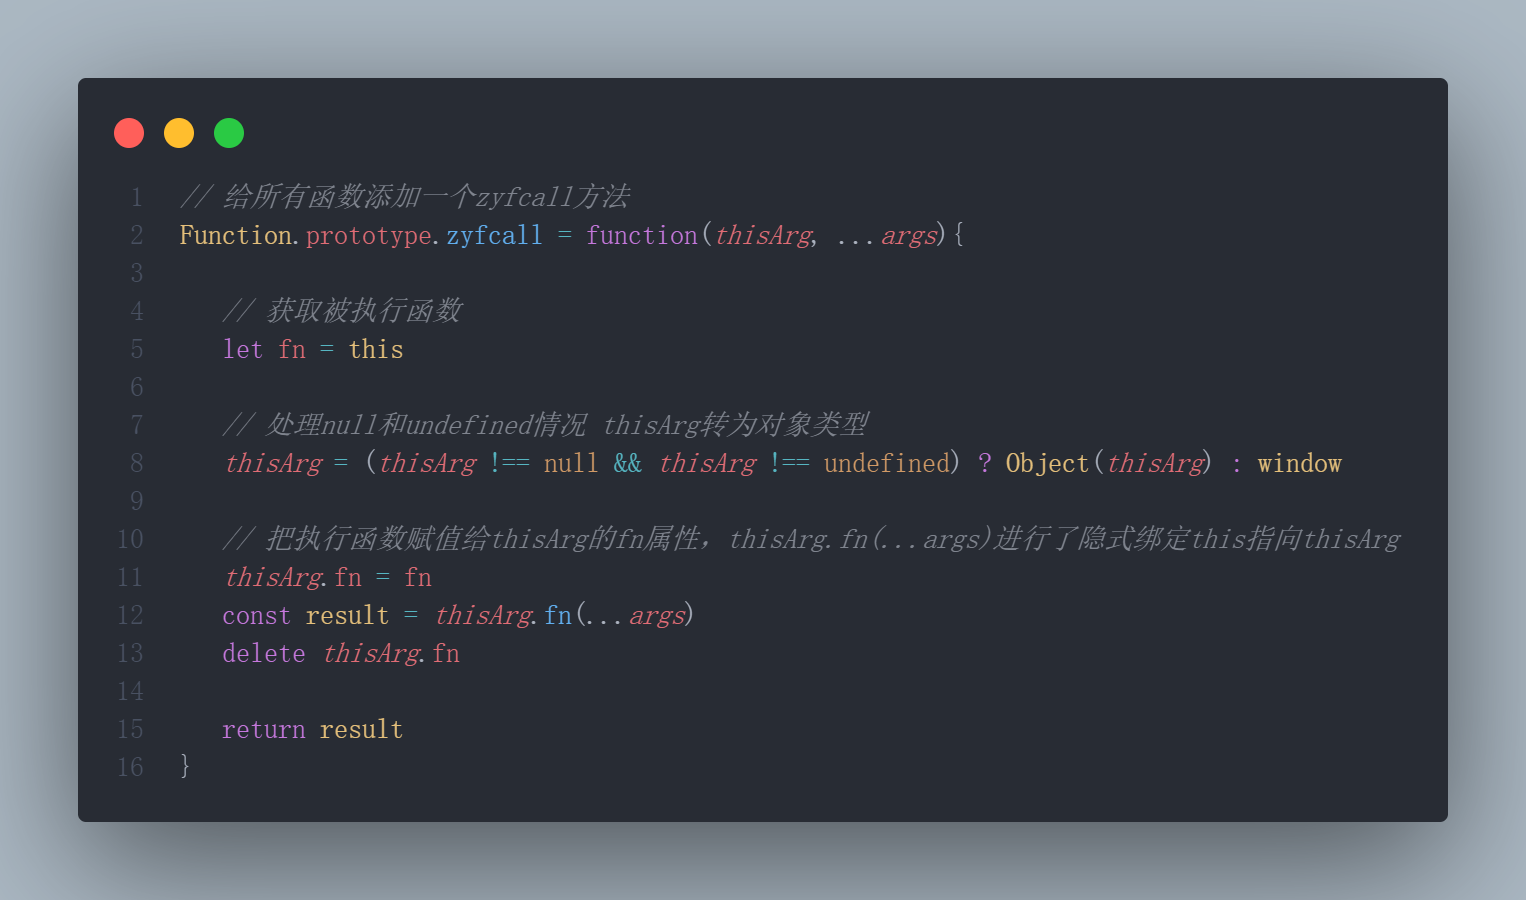 1 // 给所有函数添加一个zyfcall方法
2 Function.prototype.zyfcall = function(thisArg, ...args){
3
4    // 获取被执行函数
5    let fn = this
6
7    // 处理null和undefined情况 thisArg转为对象类型
8    thisArg = (thisArg !== null && thisArg !== undefined) ? Object(thisArg) : window
9
10    // 把执行函数赋值给thisArg的fn属性，thisArg.fn(...args)进行了隐式绑定this指向thisArg
11    thisArg.fn = fn
12    const result = thisArg.fn(...args)
13    delete thisArg.fn
14
15    return result
16 }